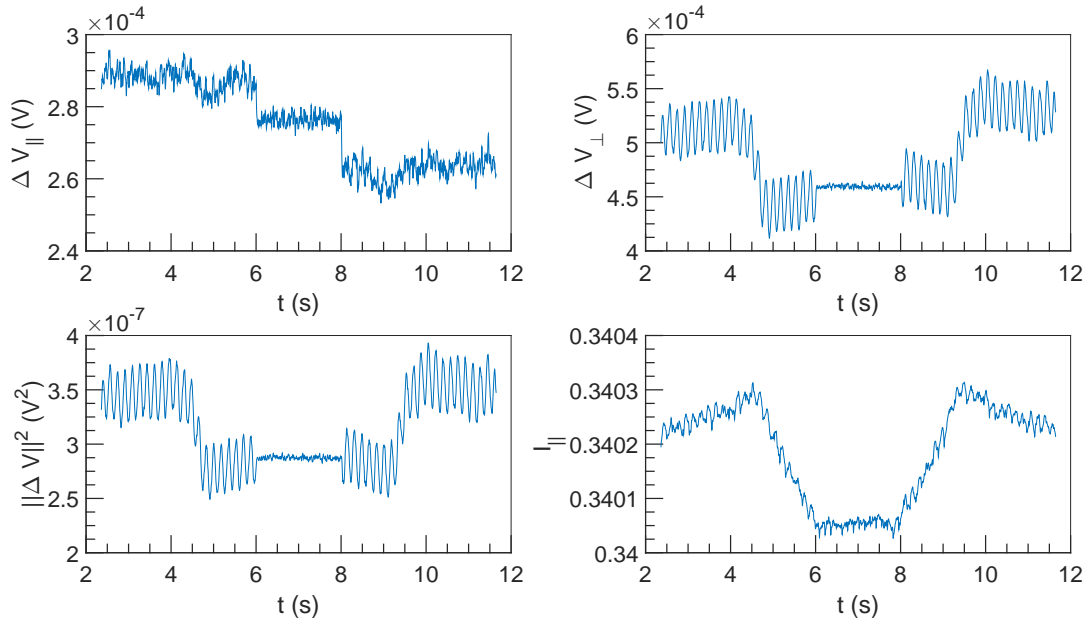 ×10⁻⁴
3
2.8
2.6
2.4
Δ V∥ (V)
2 4 6 8 10 12
t (s)
×10⁻⁴
6
5.5
5
4.5
4
Δ V⊥ (V)
2 4 6 8 10 12
t (s)
×10⁻⁷
4
3.5
3
2.5
2
||Δ V||² (V²)
2 4 6 8 10 12
t (s)
0.3404
0.3403
0.3402
0.3401
0.34
I∥
2 4 6 8 10 12
t (s)